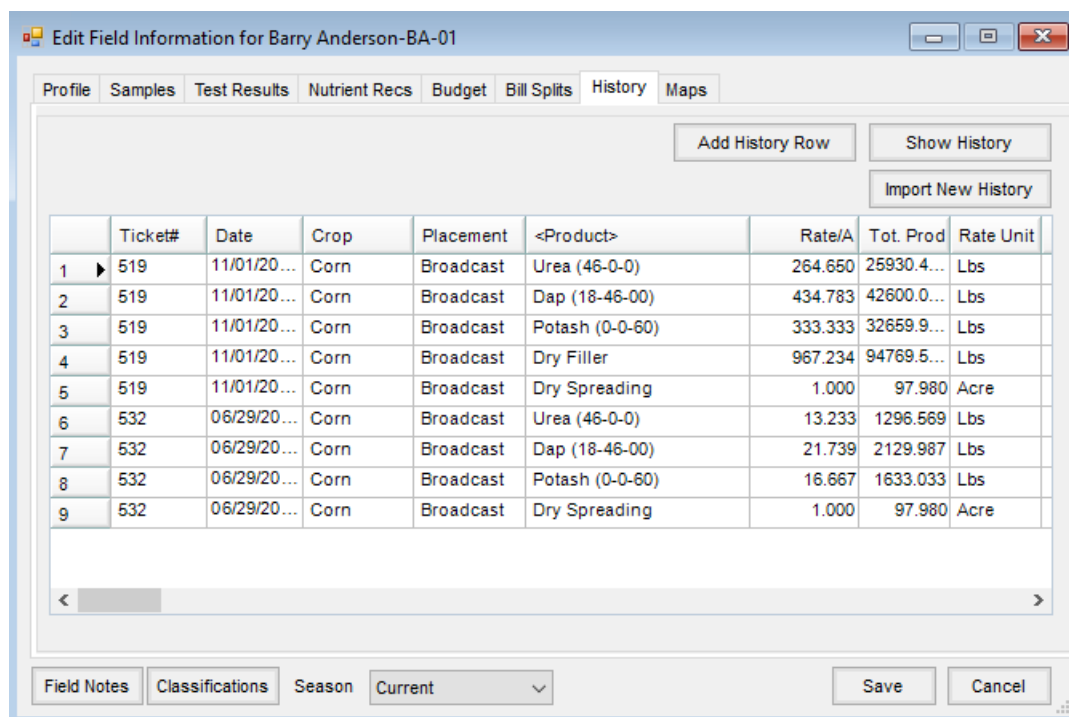 Edit Field Information for Barry Anderson-BA-01
Profile Samples Test Results Nutrient Recs Budget Bill Splits History Maps
Add History Row Show History
Import New History
Ticket# Date Crop Placement <Product> Rate/A Tot. Prod Rate Unit
1 519 11/01/20... Corn Broadcast Urea (46-0-0) 264.650 25930.4... Lbs
2 519 11/01/20... Corn Broadcast Dap (18-46-00) 434.783 42600.0... Lbs
3 519 11/01/20... Corn Broadcast Potash (0-0-60) 333.333 32659.9... Lbs
4 519 11/01/20... Corn Broadcast Dry Filler 967.234 94769.5... Lbs
5 519 11/01/20... Corn Broadcast Dry Spreading 1.000 97.980 Acre
6 532 06/29/20... Corn Broadcast Urea (46-0-0) 13.233 1296.569 Lbs
7 532 06/29/20... Corn Broadcast Dap (18-46-00) 21.739 2129.987 Lbs
8 532 06/29/20... Corn Broadcast Potash (0-0-60) 16.667 1633.033 Lbs
9 532 06/29/20... Corn Broadcast Dry Spreading 1.000 97.980 Acre
Field Notes Classifications Season Current Save Cancel